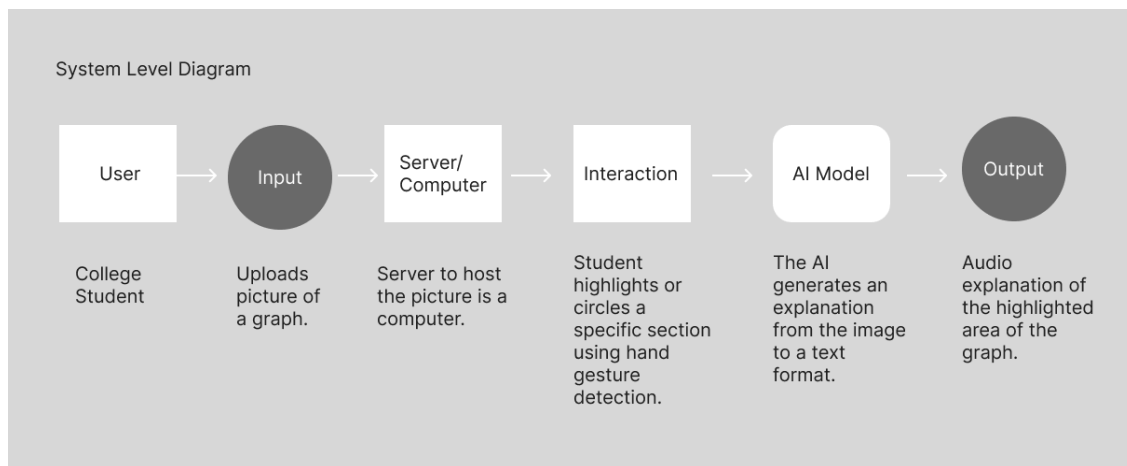 System Level Diagram
User
Input
Server/
Computer
Interaction
AI Model
Output
College
Student
Uploads
picture of
a graph.
Server to host
the picture is a
computer.
Student
highlights or
circles a
specific section
using hand
gesture
detection.
The AI
generates an
explanation
from the image
to a text
format.
Audio
explanation of
the highlighted
area of the
graph.